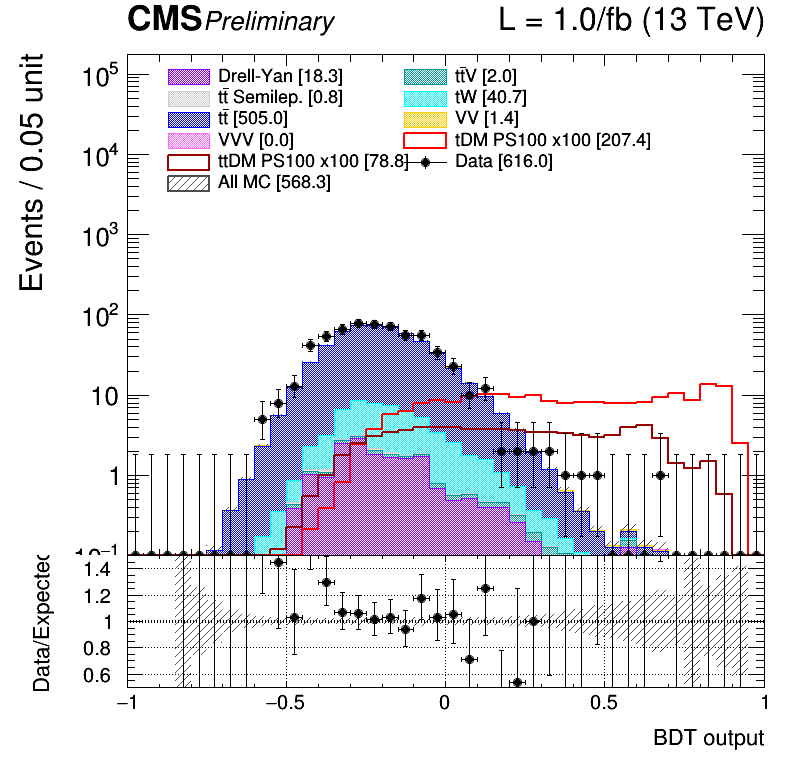 CMS Preliminary L = 1.0/fb (13 TeV)
Events / 0.05 unit
10⁵
10⁴
10³
10²
10
1
10⁻¹
Drell-Yan [18.3] tt̄V [2.0]
tt̄ Semilep. [0.8] tW [40.7]
tt̄ [505.0] VV [1.4]
VVV [0.0] tDM PS100 x100 [207.4]
ttDM PS100 x100 [78.8] Data [616.0]
All MC [568.3]
Data/Expected
1.4
1.2
1
0.8
0.6
−1 −0.5 0 0.5 1
BDT output